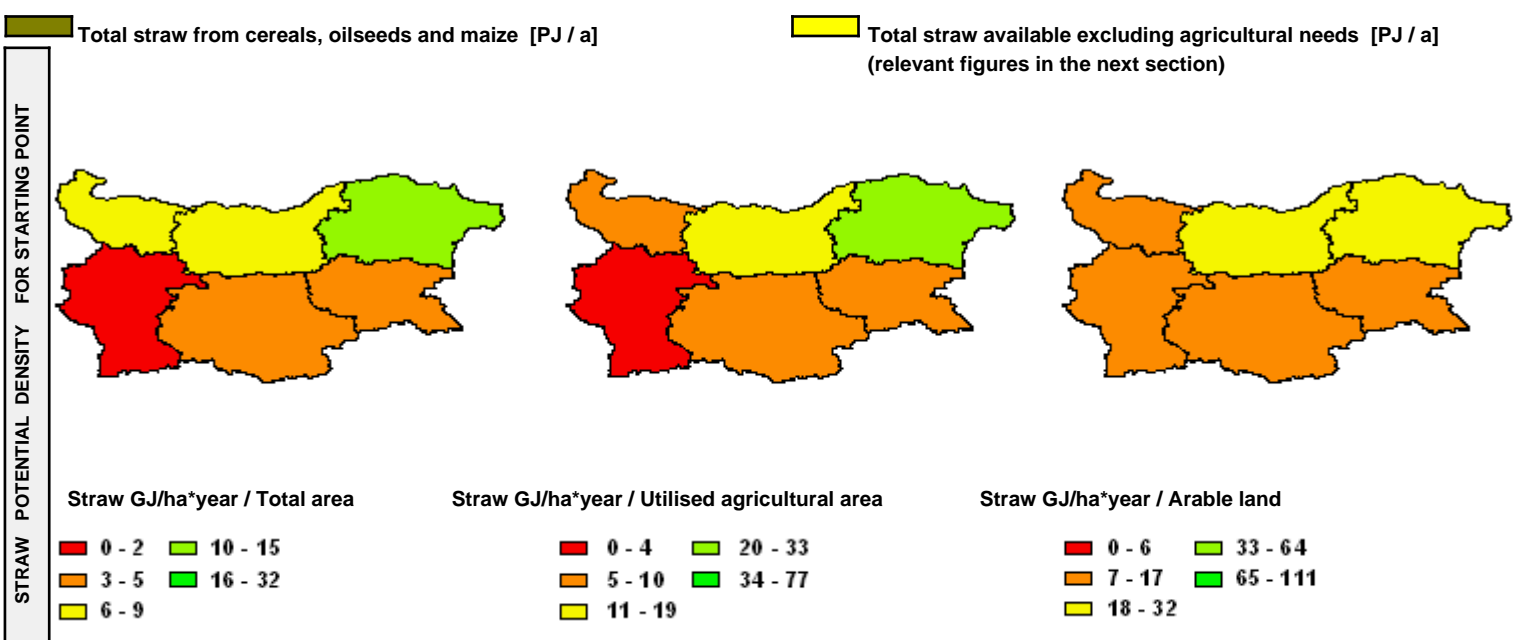 Total straw from cereals, oilseeds and maize [PJ / a]
Total straw available excluding agricultural needs [PJ / a]
(relevant figures in the next section)
STRAW POTENTIAL DENSITY FOR STARTING POINT
Straw GJ/ha*year / Total area
0 - 2
10 - 15
3 - 5
16 - 32
6 - 9
Straw GJ/ha*year / Utilised agricultural area
0 - 4
20 - 33
5 - 10
34 - 77
11 - 19
Straw GJ/ha*year / Arable land
0 - 6
33 - 64
7 - 17
65 - 111
18 - 32